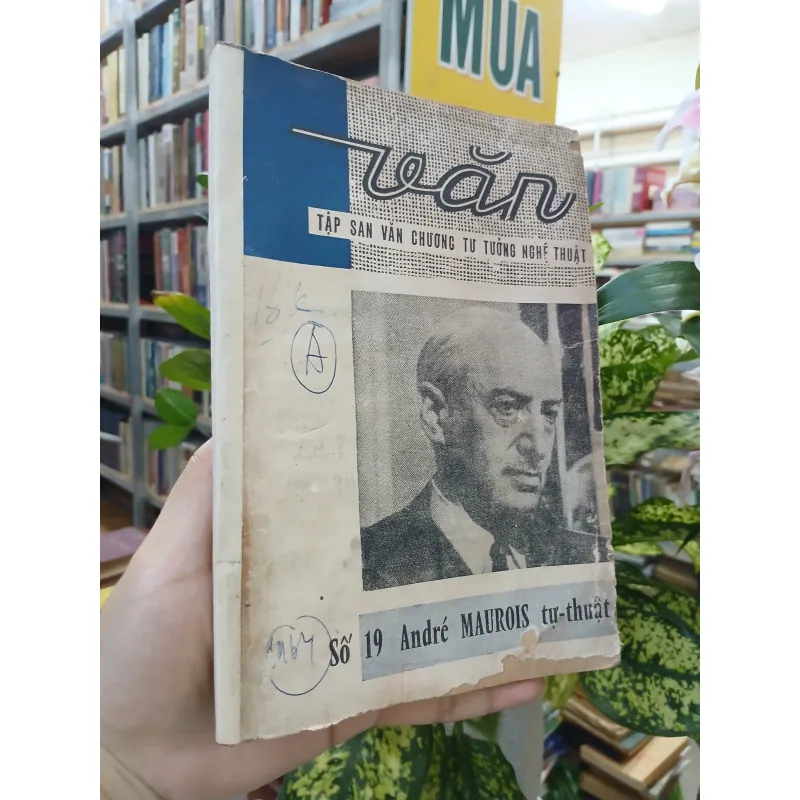 MUA
văn
TẬP SAN VĂN CHƯƠNG TƯ TƯỞNG NGHỆ THUẬT
A
Số 19 André MAUROIS tự-thuật